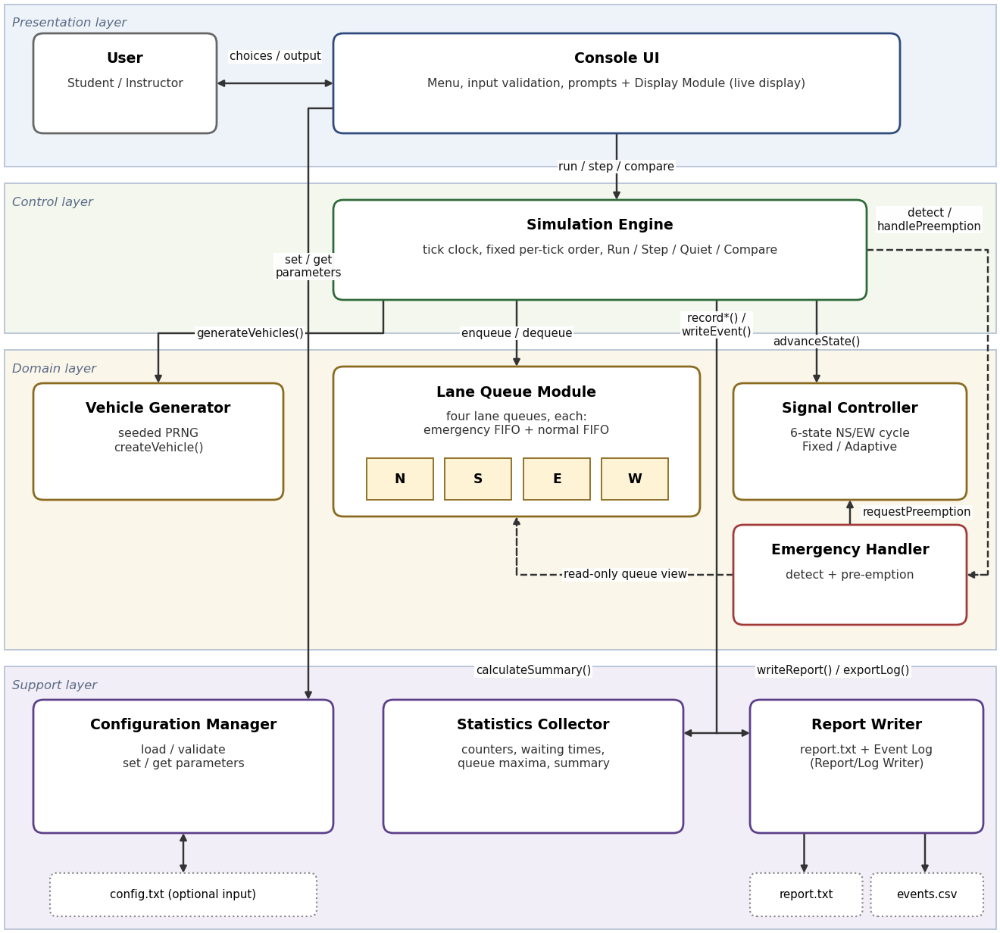 Presentation layer
User
Student / Instructor
choices / output
Console UI
Menu, input validation, prompts + Display Module (live display)
run / step / compare
Control layer
Simulation Engine
tick clock, fixed per-tick order, Run / Step / Quiet / Compare
detect /
handlePreemption
set / get
parameters
generateVehicles()
enqueue / dequeue
record*() /
writeEvent()
advanceState()
Domain layer
Vehicle Generator
seeded PRNG
createVehicle()
Lane Queue Module
four lane queues, each:
emergency FIFO + normal FIFO
N
S
E
W
Signal Controller
6-state NS/EW cycle
Fixed / Adaptive
requestPreemption
Emergency Handler
detect + pre-emption
read-only queue view
calculateSummary()
writeReport() / exportLog()
Support layer
Configuration Manager
load / validate
set / get parameters
Statistics Collector
counters, waiting times,
queue maxima, summary
Report Writer
report.txt + Event Log
(Report/Log Writer)
config.txt (optional input)
report.txt
events.csv